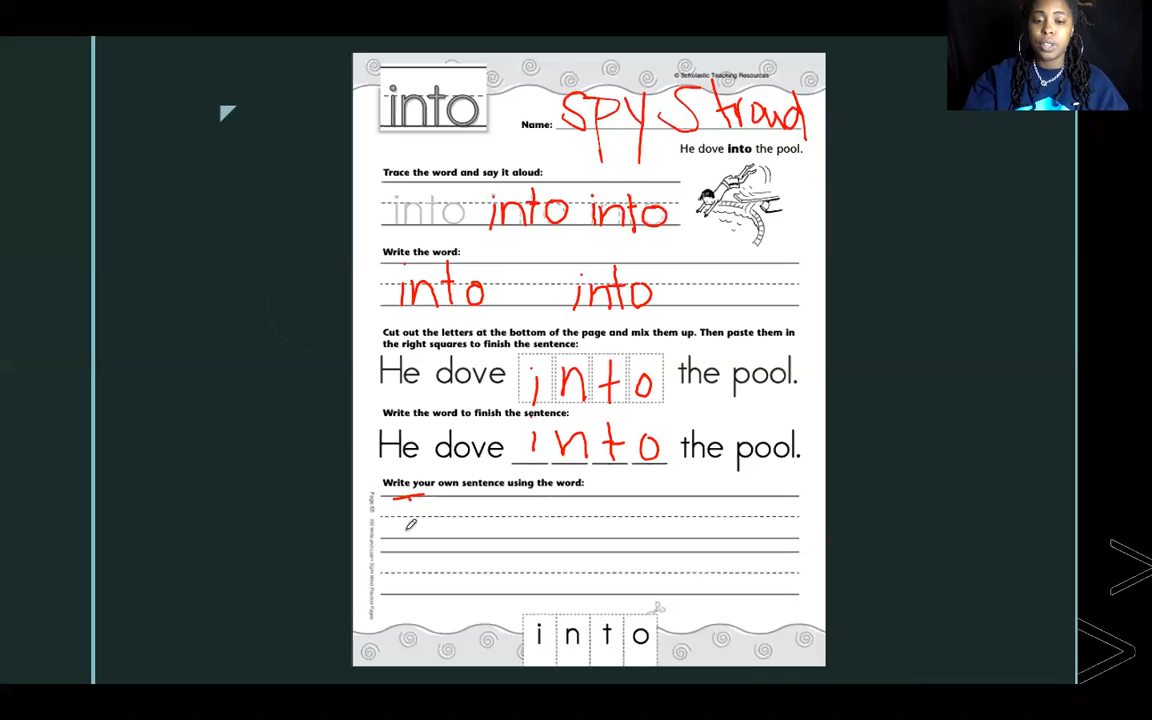 into
© Scholastic Teaching Resources
Name: SPY Stroud
He dove into the pool.
Trace the word and say it aloud:
into into into
Write the word:
into into
Cut out the letters at the bottom of the page and mix them up. Then paste them in
the right squares to finish the sentence:
He dove into the pool.
Write the word to finish the sentence:
He dove into the pool.
Write your own sentence using the word:
i n t o